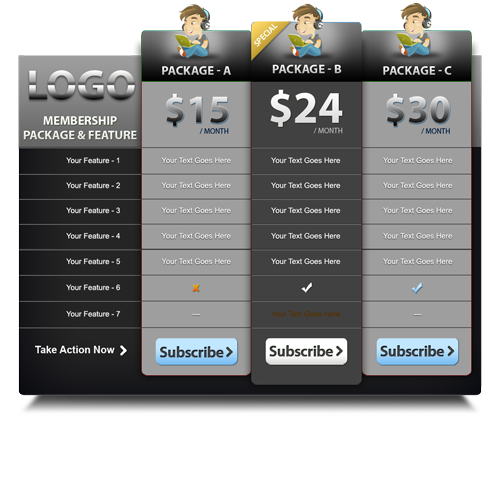 SPECIAL
PACKAGE - A
PACKAGE - B
PACKAGE - C
LOGO
MEMBERSHIP
PACKAGE & FEATURE
$15
/ MONTH
$24
/ MONTH
$30
/ MONTH
Your Feature - 1
Your Text Goes Here
Your Text Goes Here
Your Text Goes Here
Your Feature - 2
Your Text Goes Here
Your Text Goes Here
Your Text Goes Here
Your Feature - 3
Your Text Goes Here
Your Text Goes Here
Your Text Goes Here
Your Feature - 4
Your Text Goes Here
Your Text Goes Here
Your Text Goes Here
Your Feature - 5
Your Text Goes Here
Your Text Goes Here
Your Text Goes Here
Your Feature - 6
Your Feature - 7
—
Your Text Goes Here
—
Take Action Now
Subscribe
Subscribe
Subscribe